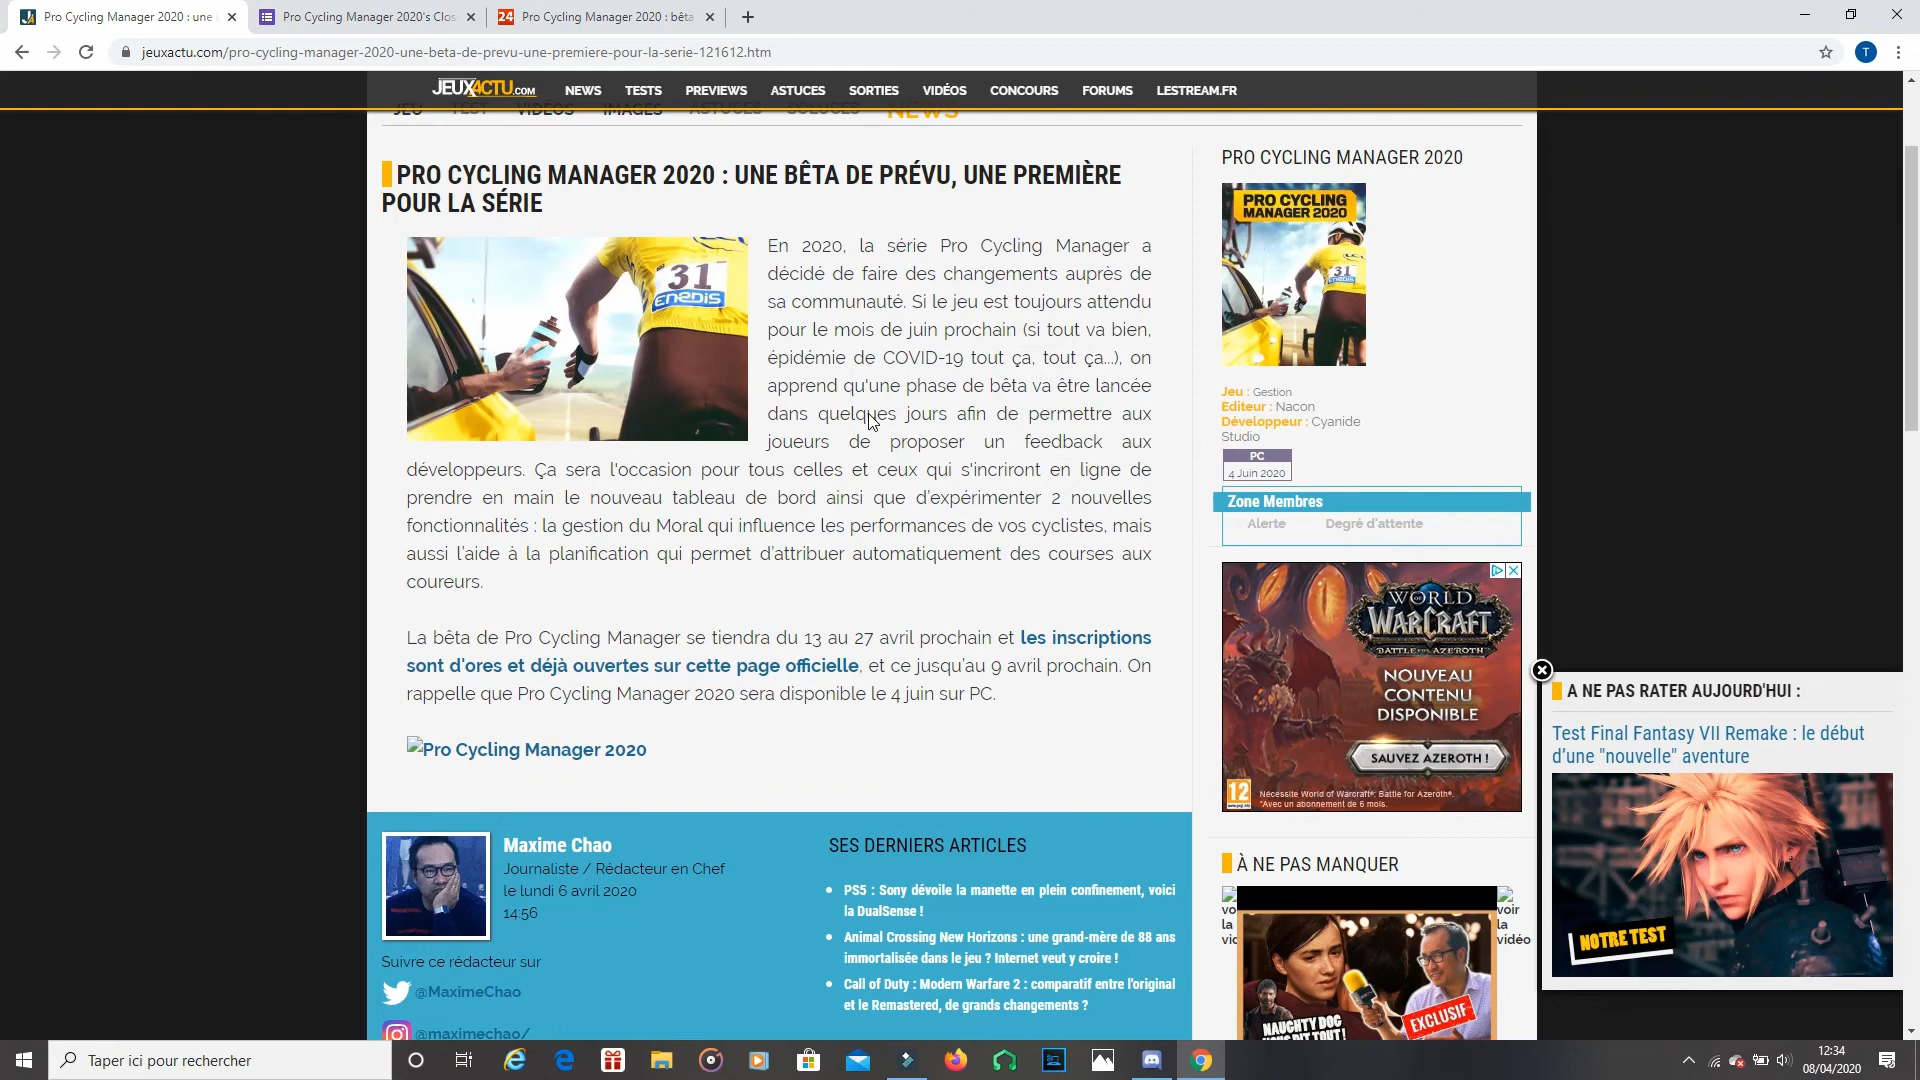 Pro Cycling Manager 2020 : une
Pro Cycling Manager 2020's Clos
24
Pro Cycling Manager 2020 : bêta
jeuxactu.com/pro-cycling-manager-2020-une-beta-de-prevu-une-premiere-pour-la-serie-121612.htm
T
JEUXACTU.COM
NEWS
TESTS
PREVIEWS
ASTUCES
SORTIES
VIDÉOS
CONCOURS
FORUMS
LESTREAM.FR
JEU
TEST
VIDÉOS
IMAGES
ASTUCES
SOLUCES
NEWS
PRO CYCLING MANAGER 2020 : UNE BÊTA DE PRÉVU, UNE PREMIÈRE
POUR LA SÉRIE
31
ENEDIS
En 2020, la série Pro Cycling Manager a
décidé de faire des changements auprès de
sa communauté. Si le jeu est toujours attendu
pour le mois de juin prochain (si tout va bien,
épidémie de COVID-19 tout ça, tout ça...), on
apprend qu'une phase de bêta va être lancée
dans quelques jours afin de permettre aux
joueurs de proposer un feedback aux
développeurs. Ça sera l'occasion pour tous celles et ceux qui s'incriront en ligne de
prendre en main le nouveau tableau de bord ainsi que d'expérimenter 2 nouvelles
fonctionnalités : la gestion du Moral qui influence les performances de vos cyclistes, mais
aussi l'aide à la planification qui permet d'attribuer automatiquement des courses aux
coureurs.
La bêta de Pro Cycling Manager se tiendra du 13 au 27 avril prochain et les inscriptions
sont d'ores et déjà ouvertes sur cette page officielle, et ce jusqu'au 9 avril prochain. On
rappelle que Pro Cycling Manager 2020 sera disponible le 4 juin sur PC.
Pro Cycling Manager 2020
Maxime Chao
Journaliste / Rédacteur en Chef
le lundi 6 avril 2020
14:56
Suivre ce rédacteur sur
@MaximeChao
@maximechao/
SES DERNIERS ARTICLES
PS5 : Sony dévoile la manette en plein confinement, voici
la DualSense !
Animal Crossing New Horizons : une grand-mère de 88 ans
immortalisée dans le jeu ? Internet veut y croire !
Call of Duty : Modern Warfare 2 : comparatif entre l'original
et le Remastered, de grands changements ?
PRO CYCLING MANAGER 2020
PRO CYCLING
MANAGER 2020
31
Jeu : Gestion
Editeur : Nacon
Développeur : Cyanide
Studio
PC
4 Juin 2020
Zone Membres
Alerte
Degré d'attente
WORLD
OF
WARCRAFT
BATTLE FOR AZEROTH
NOUVEAU
CONTENU
DISPONIBLE
SAUVEZ AZEROTH !
12
Nécessite World of Warcraft®: Battle for Azeroth®.
*Avec un abonnement de 6 mois.
À NE PAS MANQUER
voir
la
vidéo
NAUGHTY DOG
EXCLUSIF
A NE PAS RATER AUJOURD'HUI :
Test Final Fantasy VII Remake : le début
d'une "nouvelle" aventure
NOTRE TEST
Taper ici pour rechercher
12:34
08/04/2020